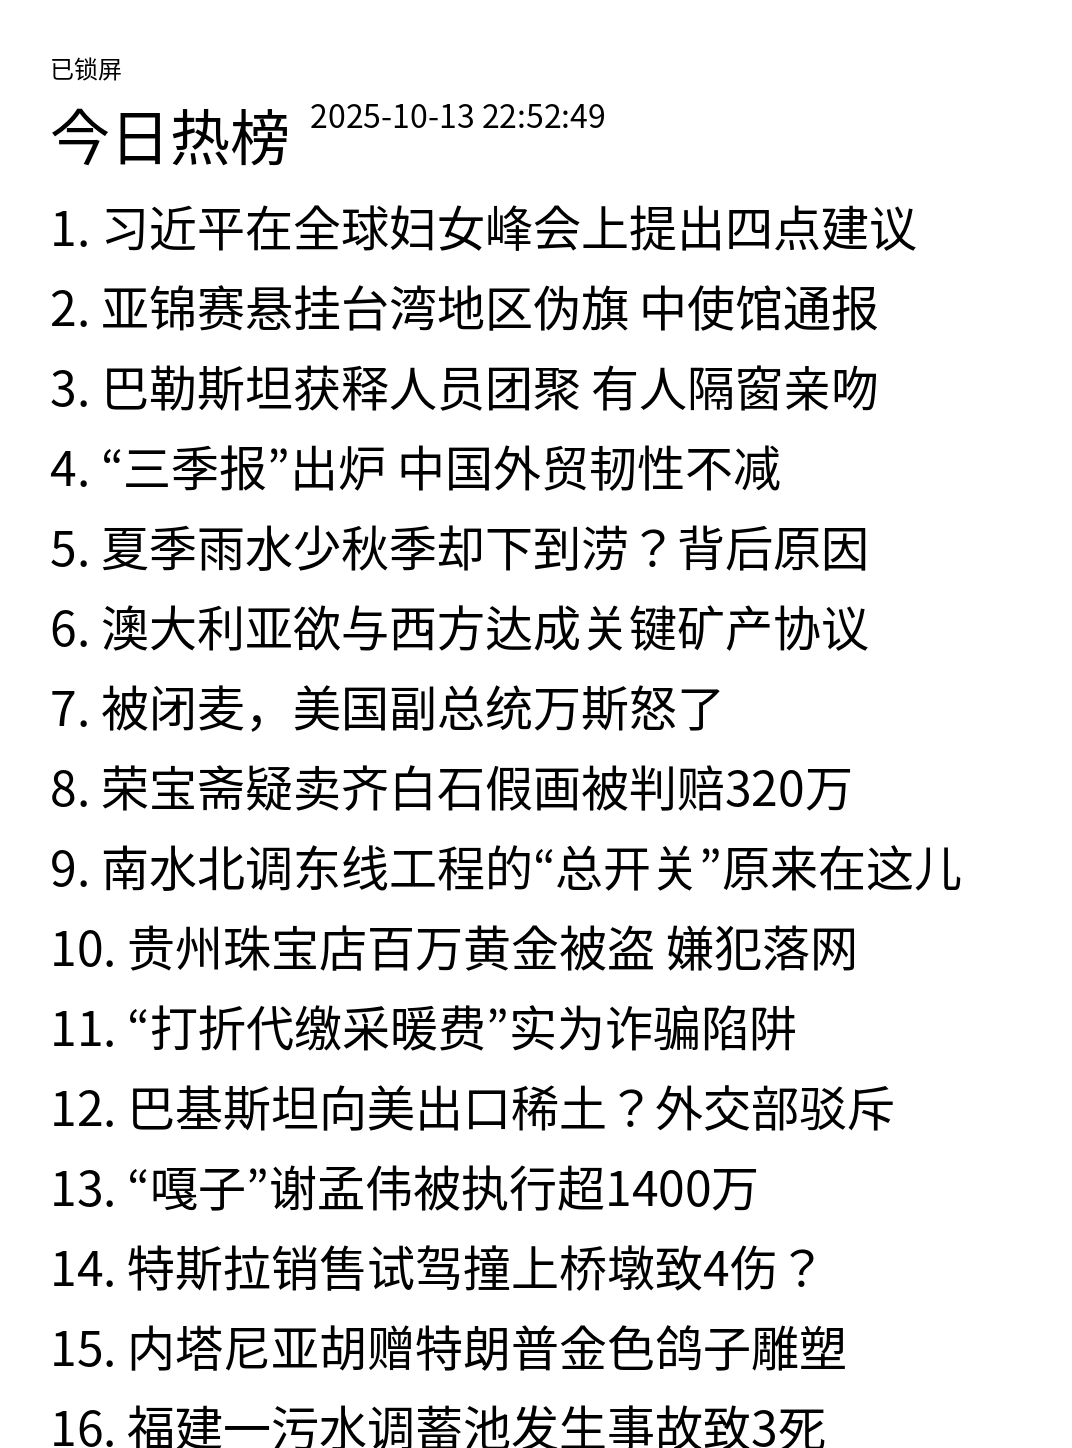 已锁屏
今日热榜 2025-10-13 22:52:49
1. 习近平在全球妇女峰会上提出四点建议
2. 亚锦赛悬挂台湾地区伪旗 中使馆通报
3. 巴勒斯坦获释人员团聚 有人隔窗亲吻
4. “三季报”出炉 中国外贸韧性不减
5. 夏季雨水少秋季却下到涝？背后原因
6. 澳大利亚欲与西方达成关键矿产协议
7. 被闭麦，美国副总统万斯怒了
8. 荣宝斋疑卖齐白石假画被判赔320万
9. 南水北调东线工程的“总开关”原来在这儿
10. 贵州珠宝店百万黄金被盗 嫌犯落网
11. “打折代缴采暖费”实为诈骗陷阱
12. 巴基斯坦向美出口稀土？外交部驳斥
13. “嘎子”谢孟伟被执行超1400万
14. 特斯拉销售试驾撞上桥墩致4伤？
15. 内塔尼亚胡赠特朗普金色鸽子雕塑
16. 福建一污水调蓄池发生事故致3死